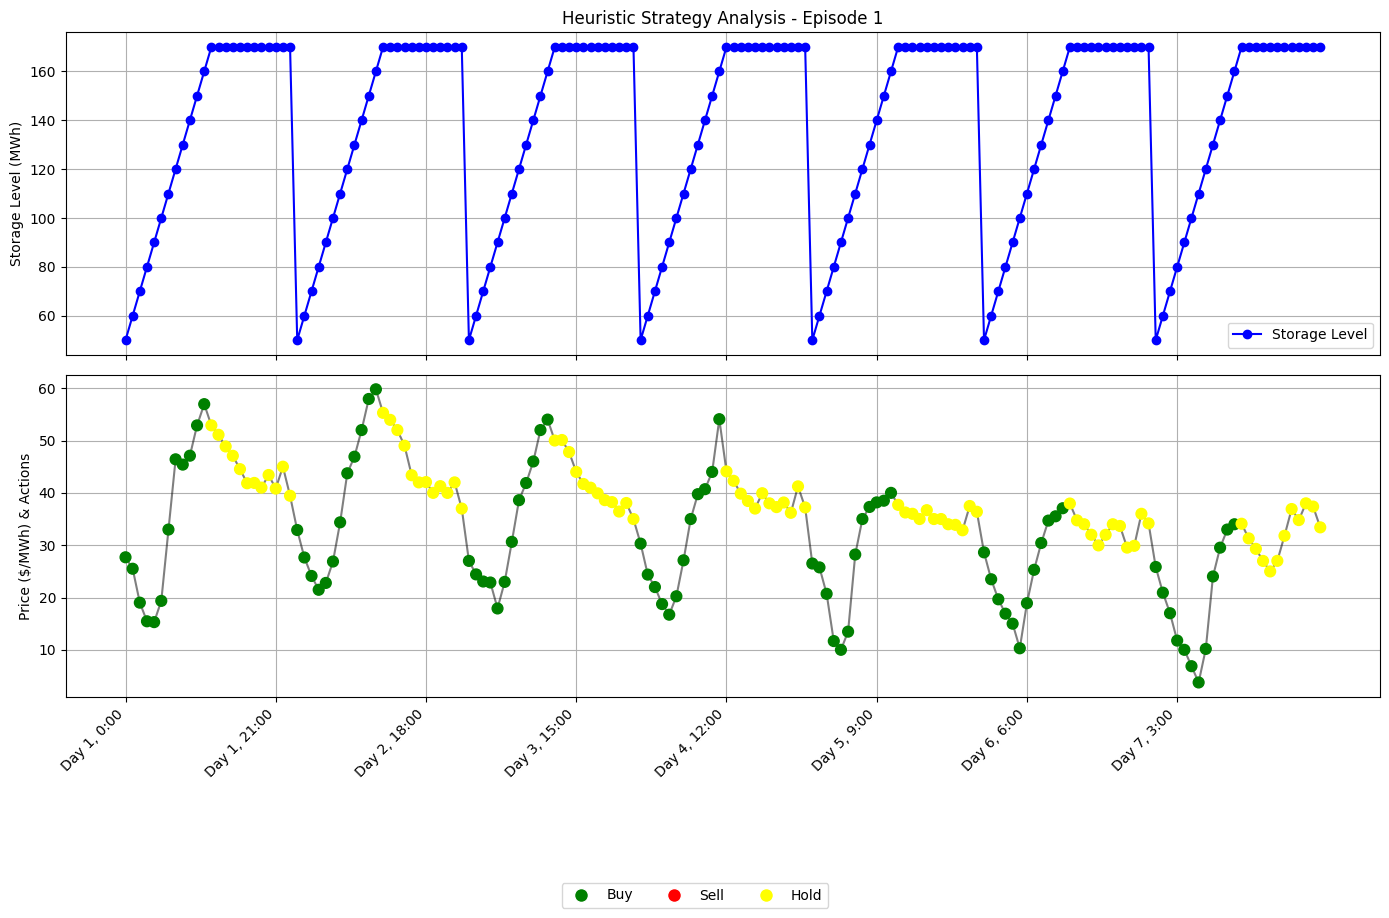 Heuristic Strategy Analysis - Episode 1
Storage Level (MWh)
160
140
120
100
80
60
Storage Level
Price ($/MWh) & Actions
60
50
40
30
20
10
Day 1, 0:00
Day 1, 21:00
Day 2, 18:00
Day 3, 15:00
Day 4, 12:00
Day 5, 9:00
Day 6, 6:00
Day 7, 3:00
Buy
Sell
Hold